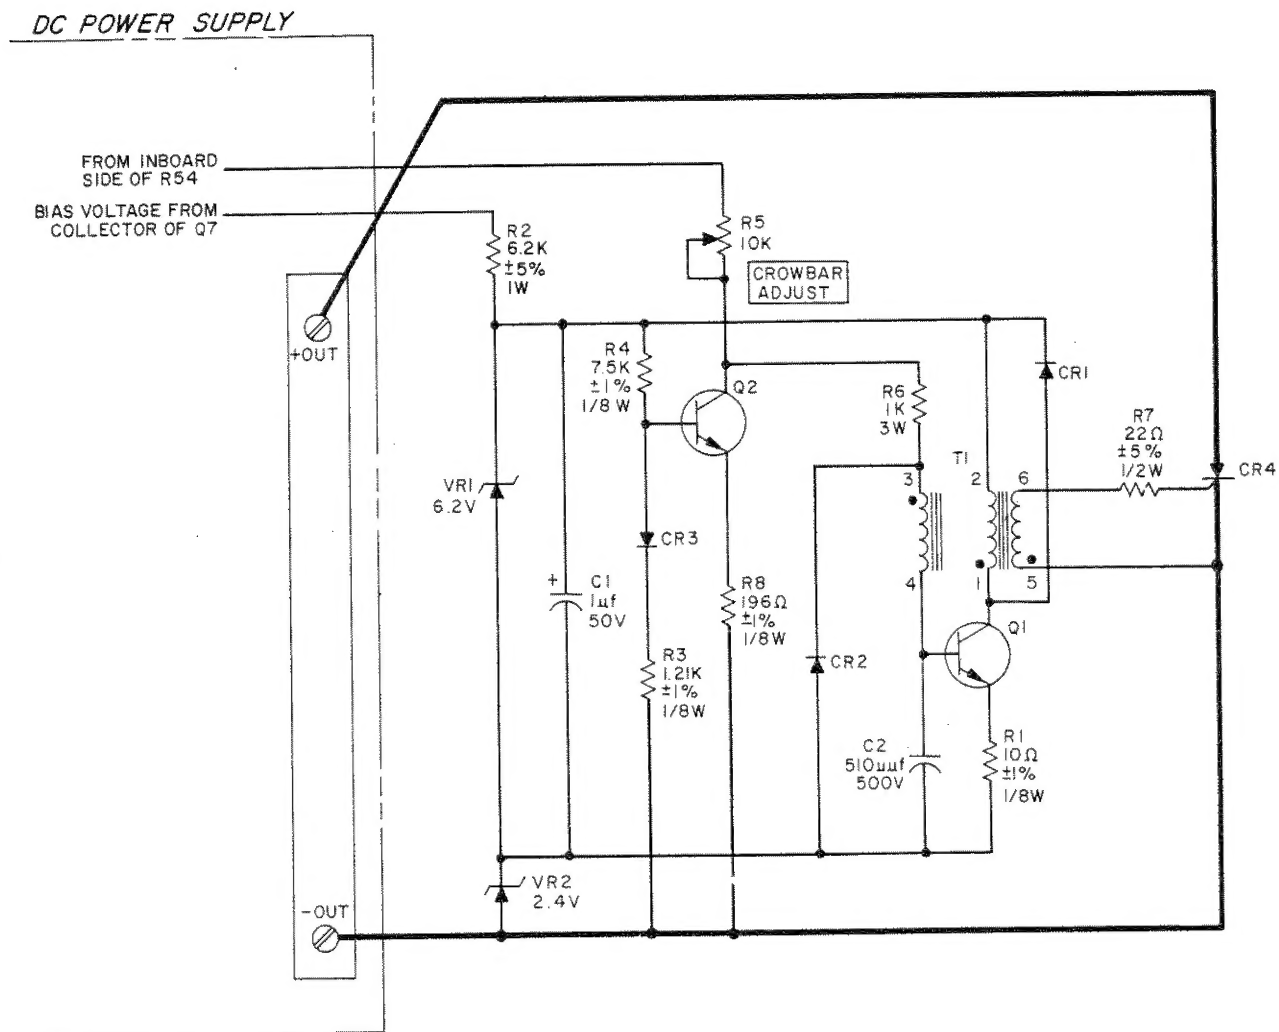 DC POWER SUPPLY
FROM INBOARD
SIDE OF R54
BIAS VOLTAGE FROM
COLLECTOR OF Q7
R2
6.2K
±5%
1W
R5
10K
CROWBAR
ADJUST
+OUT
R4
7.5K
±1%
1/8 W
Q2
R6
1K
3W
CR1
R7
22Ω
±5%
1/2W
CR4
T1
3
2
6
VR1
6.2V
CR3
4
1
5
+
C1
1µf
50V
R8
196Ω
±1%
1/8W
Q1
R3
1.21K
±1%
1/8W
CR2
C2
510µµf
500V
R1
10Ω
±1%
1/8W
VR2
2.4V
-OUT